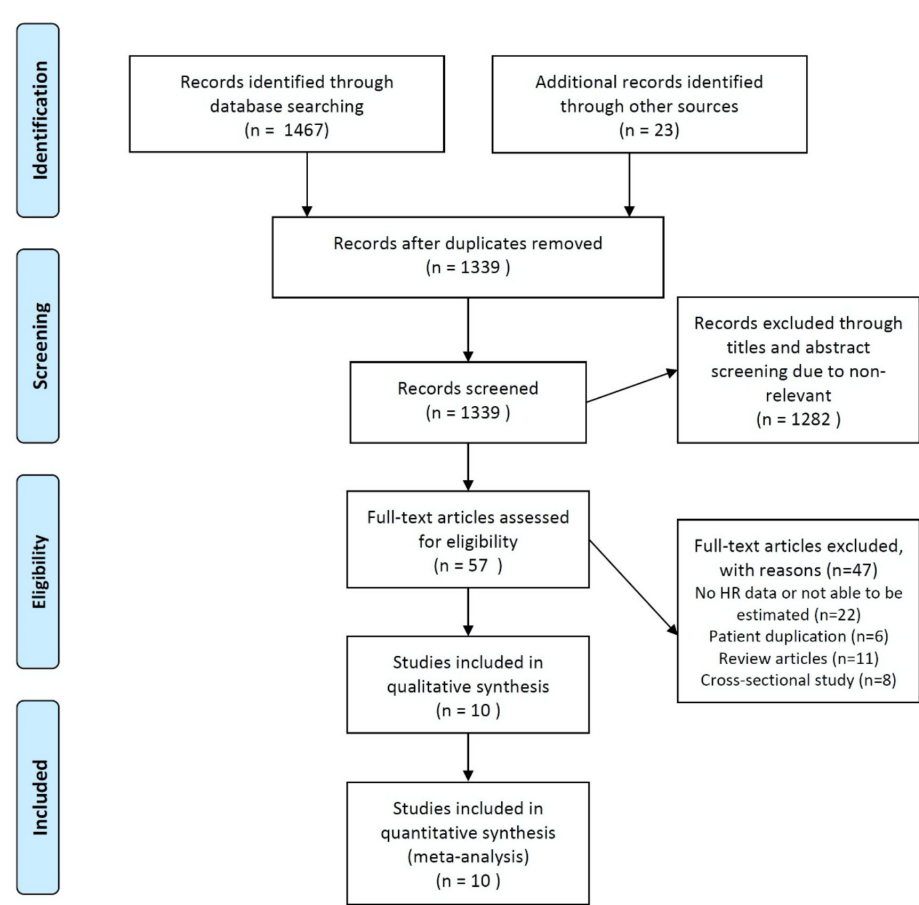 Identification
Records identified through
database searching
(n = 1467)
Additional records identified
through other sources
(n = 23)
Records after duplicates removed
(n = 1339 )
Screening
Records screened
(n = 1339 )
Records excluded through
titles and abstract
screening due to non-
relevant
(n = 1282 )
Eligibility
Full-text articles assessed
for eligibility
(n = 57 )
Full-text articles excluded,
with reasons (n=47)
No HR data or not able to be
estimated (n=22)
Patient duplication (n=6)
Review articles (n=11)
Cross-sectional study (n=8)
Studies included in
qualitative synthesis
(n = 10 )
Included
Studies included in
quantitative synthesis
(meta-analysis)
(n = 10 )